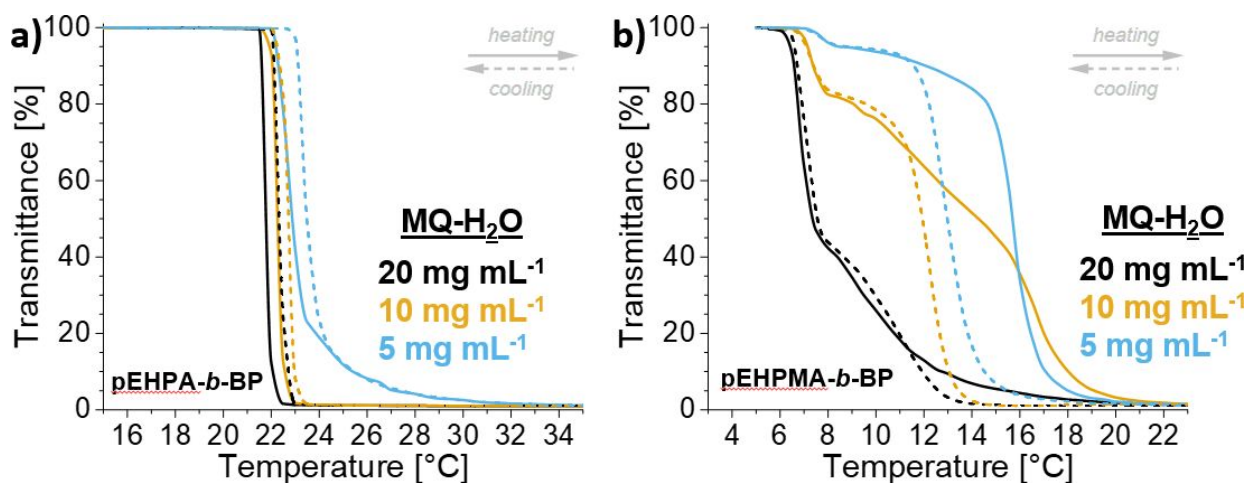 a)
Transmittance [%]
100
80
60
40
20
0
heating
cooling
MQ-H₂O
20 mg mL⁻¹
10 mg mL⁻¹
5 mg mL⁻¹
pEHPA-b-BP
16 18 20 22 24 26 28 30 32 34
Temperature [°C]
b)
Transmittance [%]
100
80
60
40
20
0
heating
cooling
MQ-H₂O
20 mg mL⁻¹
10 mg mL⁻¹
5 mg mL⁻¹
pEHPMA-b-BP
4 6 8 10 12 14 16 18 20 22
Temperature [°C]